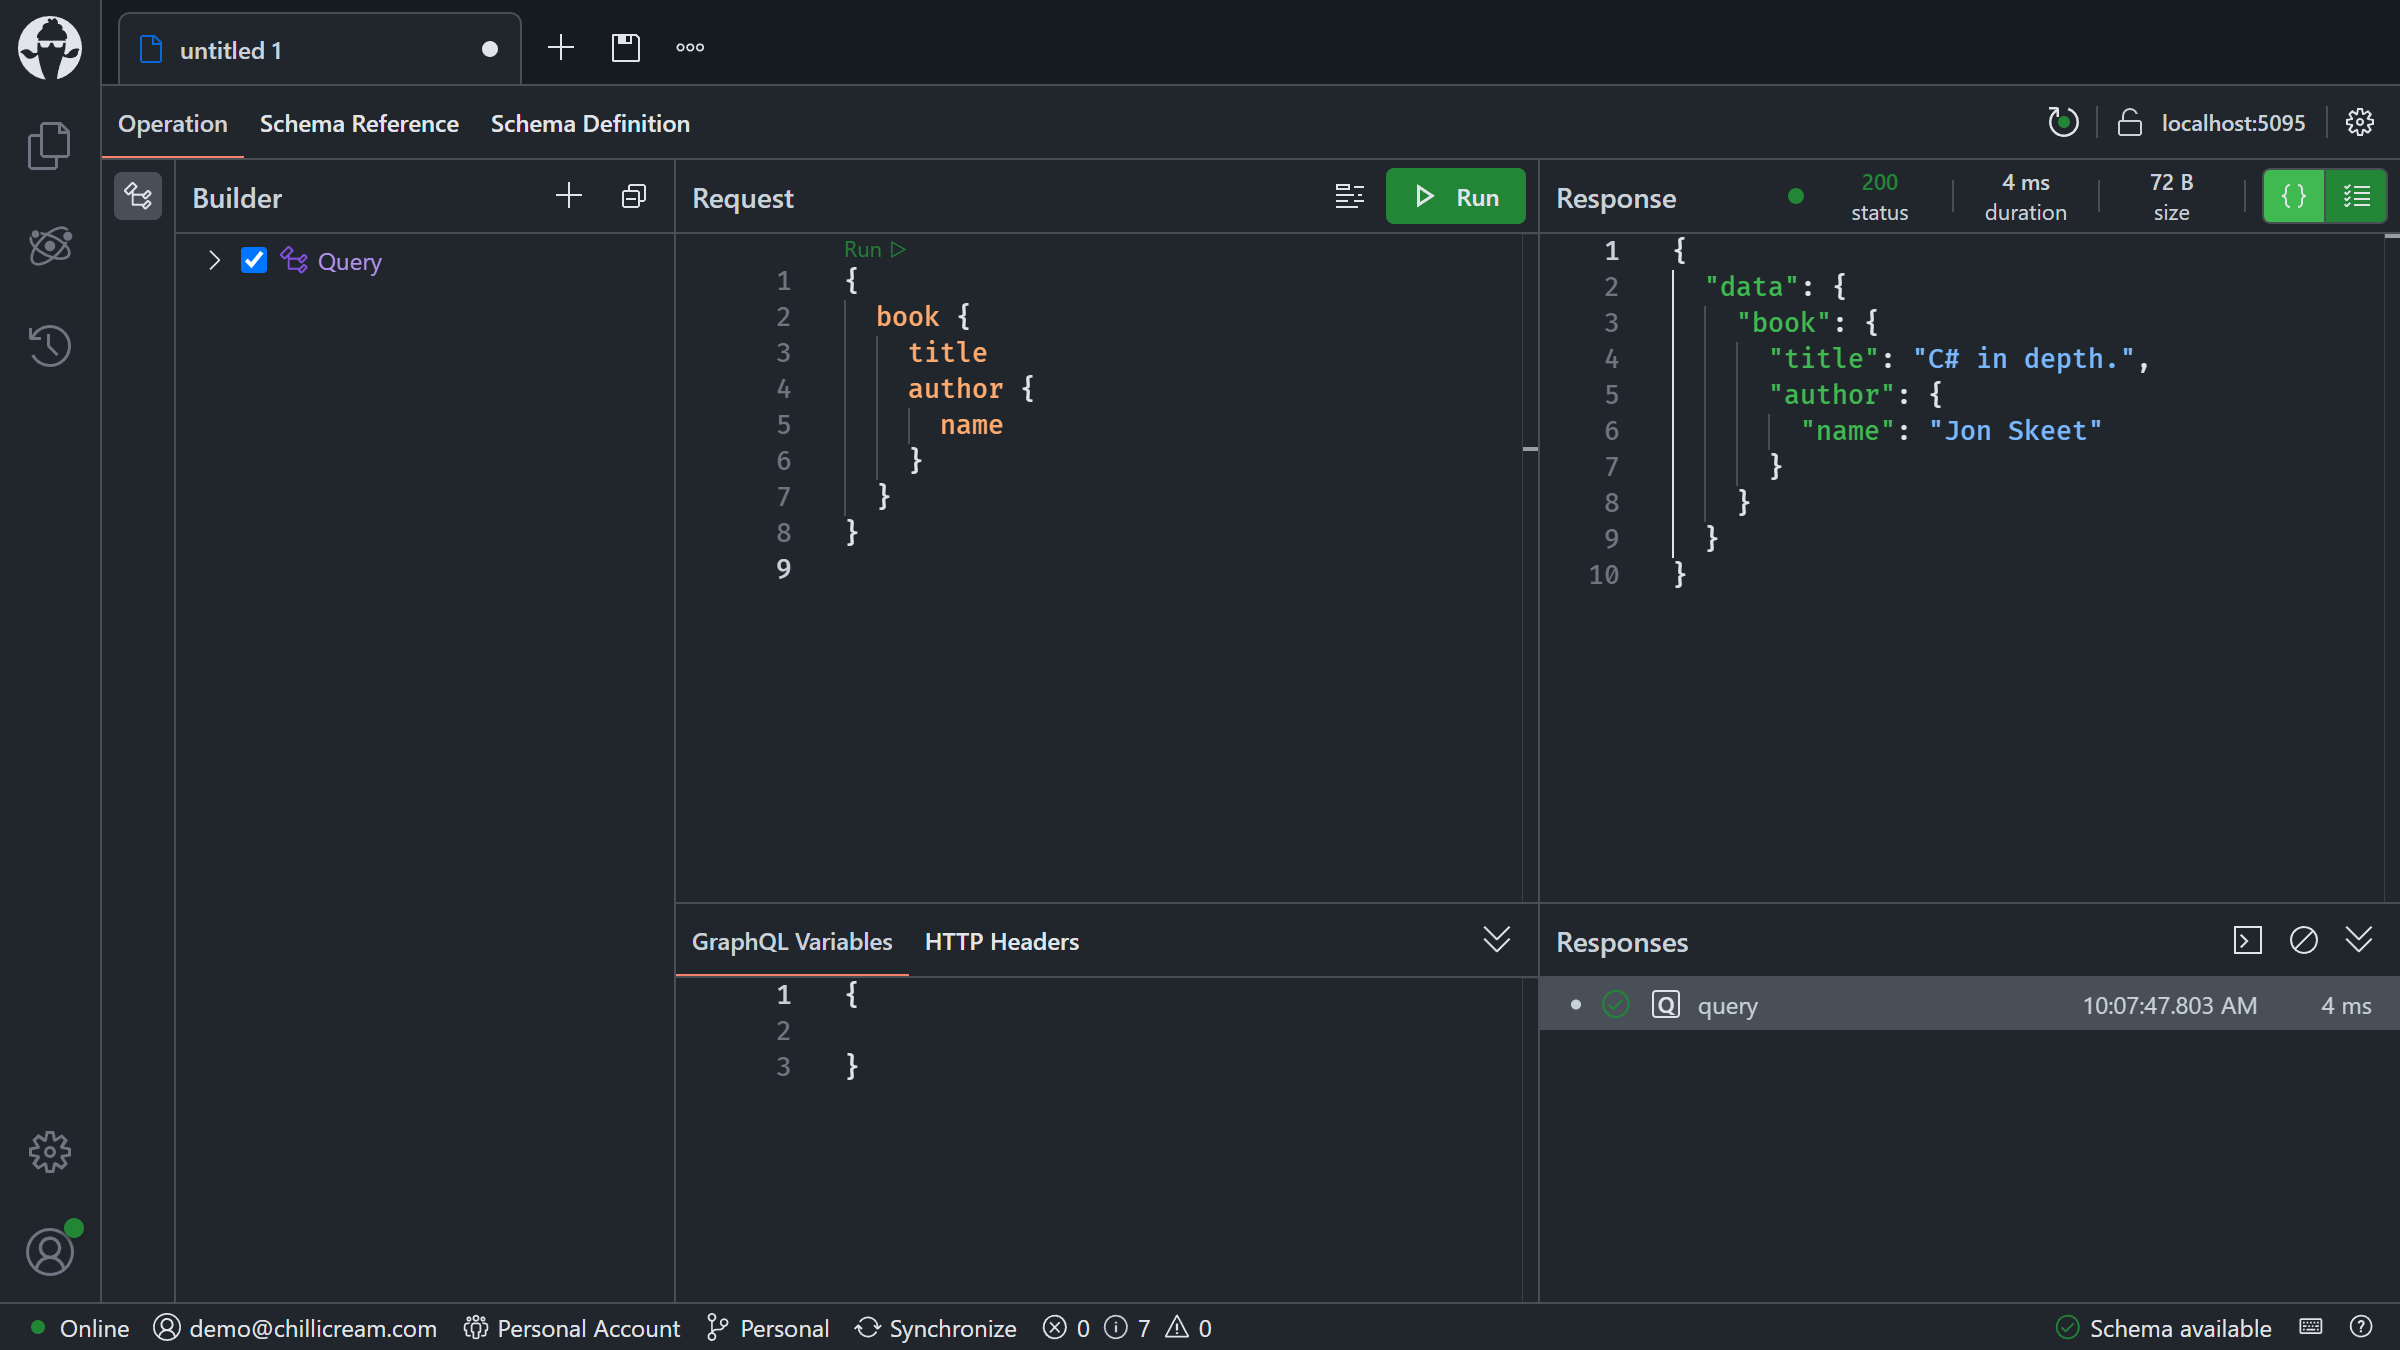 untitled 1
Operation Schema Reference Schema Definition localhost:5095
Builder
Query
Request Run
Run
1 {
2 book {
3 title
4 author {
5 name
6 }
7 }
8 }
9
Response 200 status 4 ms duration 72 B size
1 {
2 "data": {
3 "book": {
4 "title": "C# in depth.",
5 "author": {
6 "name": "Jon Skeet"
7 }
8 }
9 }
10 }
GraphQL Variables HTTP Headers
1 {
2
3 }
Responses
Q query 10:07:47.803 AM 4 ms
Online demo@chillicream.com Personal Account Personal Synchronize 0 7 0 Schema available